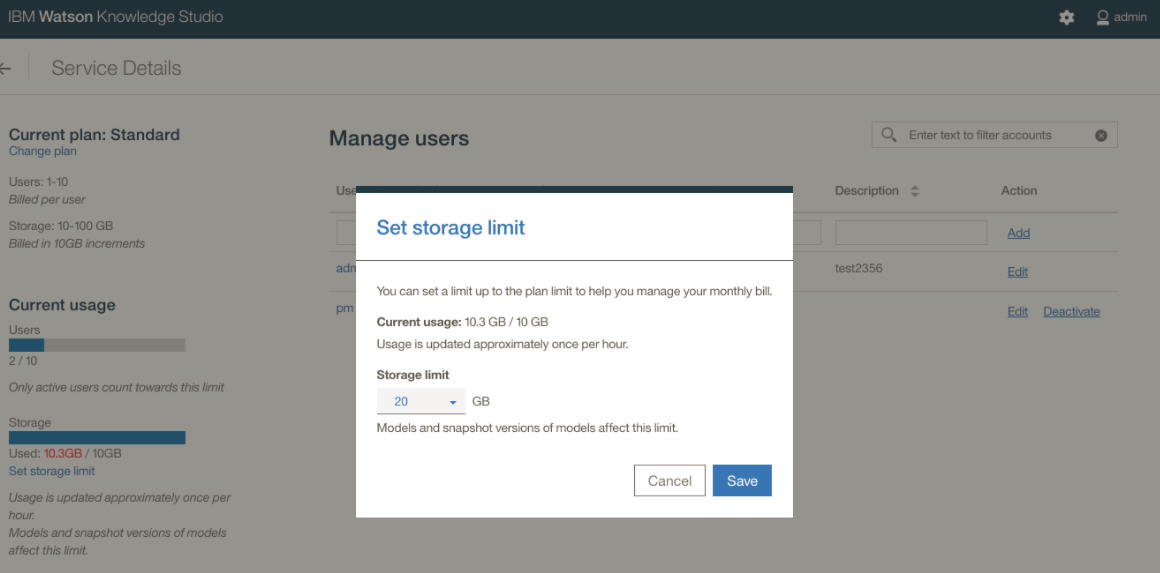 IBM Watson Knowledge Studio
admin
Service Details
Current plan: Standard
Change plan
Users: 1-10
Billed per user
Storage: 10-100 GB
Billed in 10GB increments
Current usage
Users
2 / 10
Only active users count towards this limit
Storage
Used: 10.3GB / 10GB
Set storage limit
Usage is updated approximately once per
hour.
Models and snapshot versions of models
affect this limit.
Manage users
Enter text to filter accounts
Use
Description
Action
Add
adm
test2356
Edit
pm
Edit Deactivate
Set storage limit
You can set a limit up to the plan limit to help you manage your monthly bill.
Current usage: 10.3 GB / 10 GB
Usage is updated approximately once per hour.
Storage limit
20 GB
Models and snapshot versions of models affect this limit.
Cancel
Save